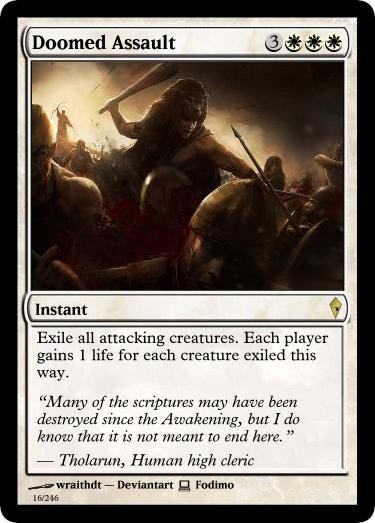 Doomed Assault 3
Instant
Exile all attacking creatures. Each player
gains 1 life for each creature exiled this
way.
“Many of the scriptures may have been
destroyed since the Awakening, but I do
know that it is not meant to end here.”
— Tholarun, Human high cleric
wraithdt — Deviantart Fodimo
16/246